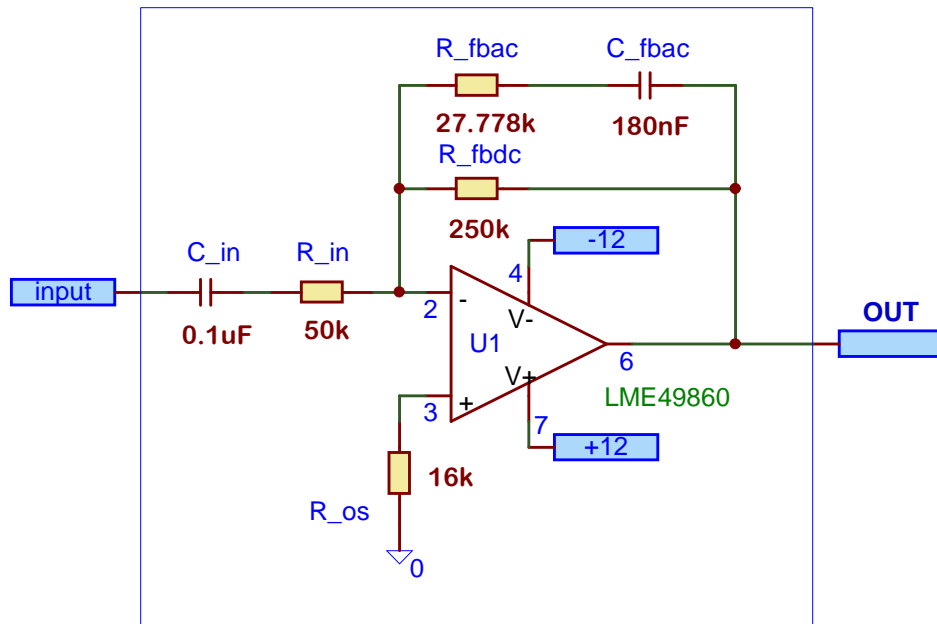 R_fbac
C_fbac
27.778k
180nF
R_fbdc
250k
-12
C_in
R_in
4
input
2
-
V-
OUT
0.1uF
50k
U1
6
V+
LME49860
3
+
7
+12
16k
R_os
0